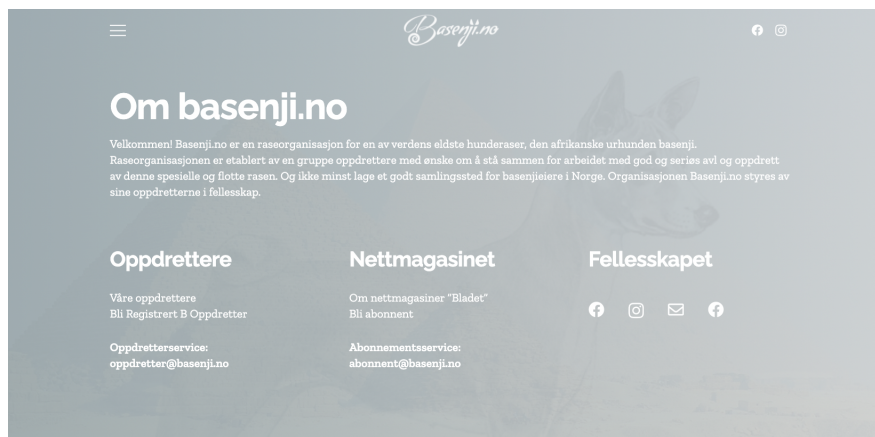 Basenji.no
Om basenji.no
Velkommen! Basenji.no er en raseorganisasjon for en av verdens eldste hunderaser, den afrikanske urhunden basenji.
Raseorganisasjonen er etablert av en gruppe oppdrettere med ønske om å stå sammen for arbeidet med god og seriøs avl og oppdrett
av denne spesielle og flotte rasen. Og ikke minst lage et godt samlingssted for basenjieiere i Norge. Organisasjonen Basenji.no styres av
sine oppdretterne i fellesskap.
Oppdrettere
Våre oppdrettere
Bli Registrert B Oppdretter
Oppdretterservice:
oppdretter@basenji.no
Nettmagasinet
Om nettmagasiner "Bladet"
Bli abonnent
Abonnementsservice:
abonnent@basenji.no
Fellesskapet